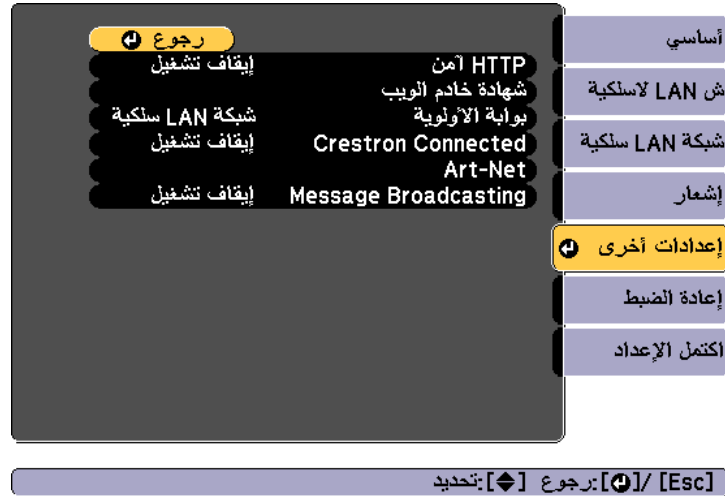 أساسي
ش LAN لاسلكية
شبكة LAN سلكية
إشعار
إعدادات أخرى
إعادة الضبط
اكتمل الإعداد
رجوع
HTTP آمن إيقاف تشغيل
شهادة خادم الويب
بوابة الأولوية شبكة LAN سلكية
Crestron Connected إيقاف تشغيل
Art-Net
Message Broadcasting إيقاف تشغيل
[Esc] /[]:رجوع []:تحديد